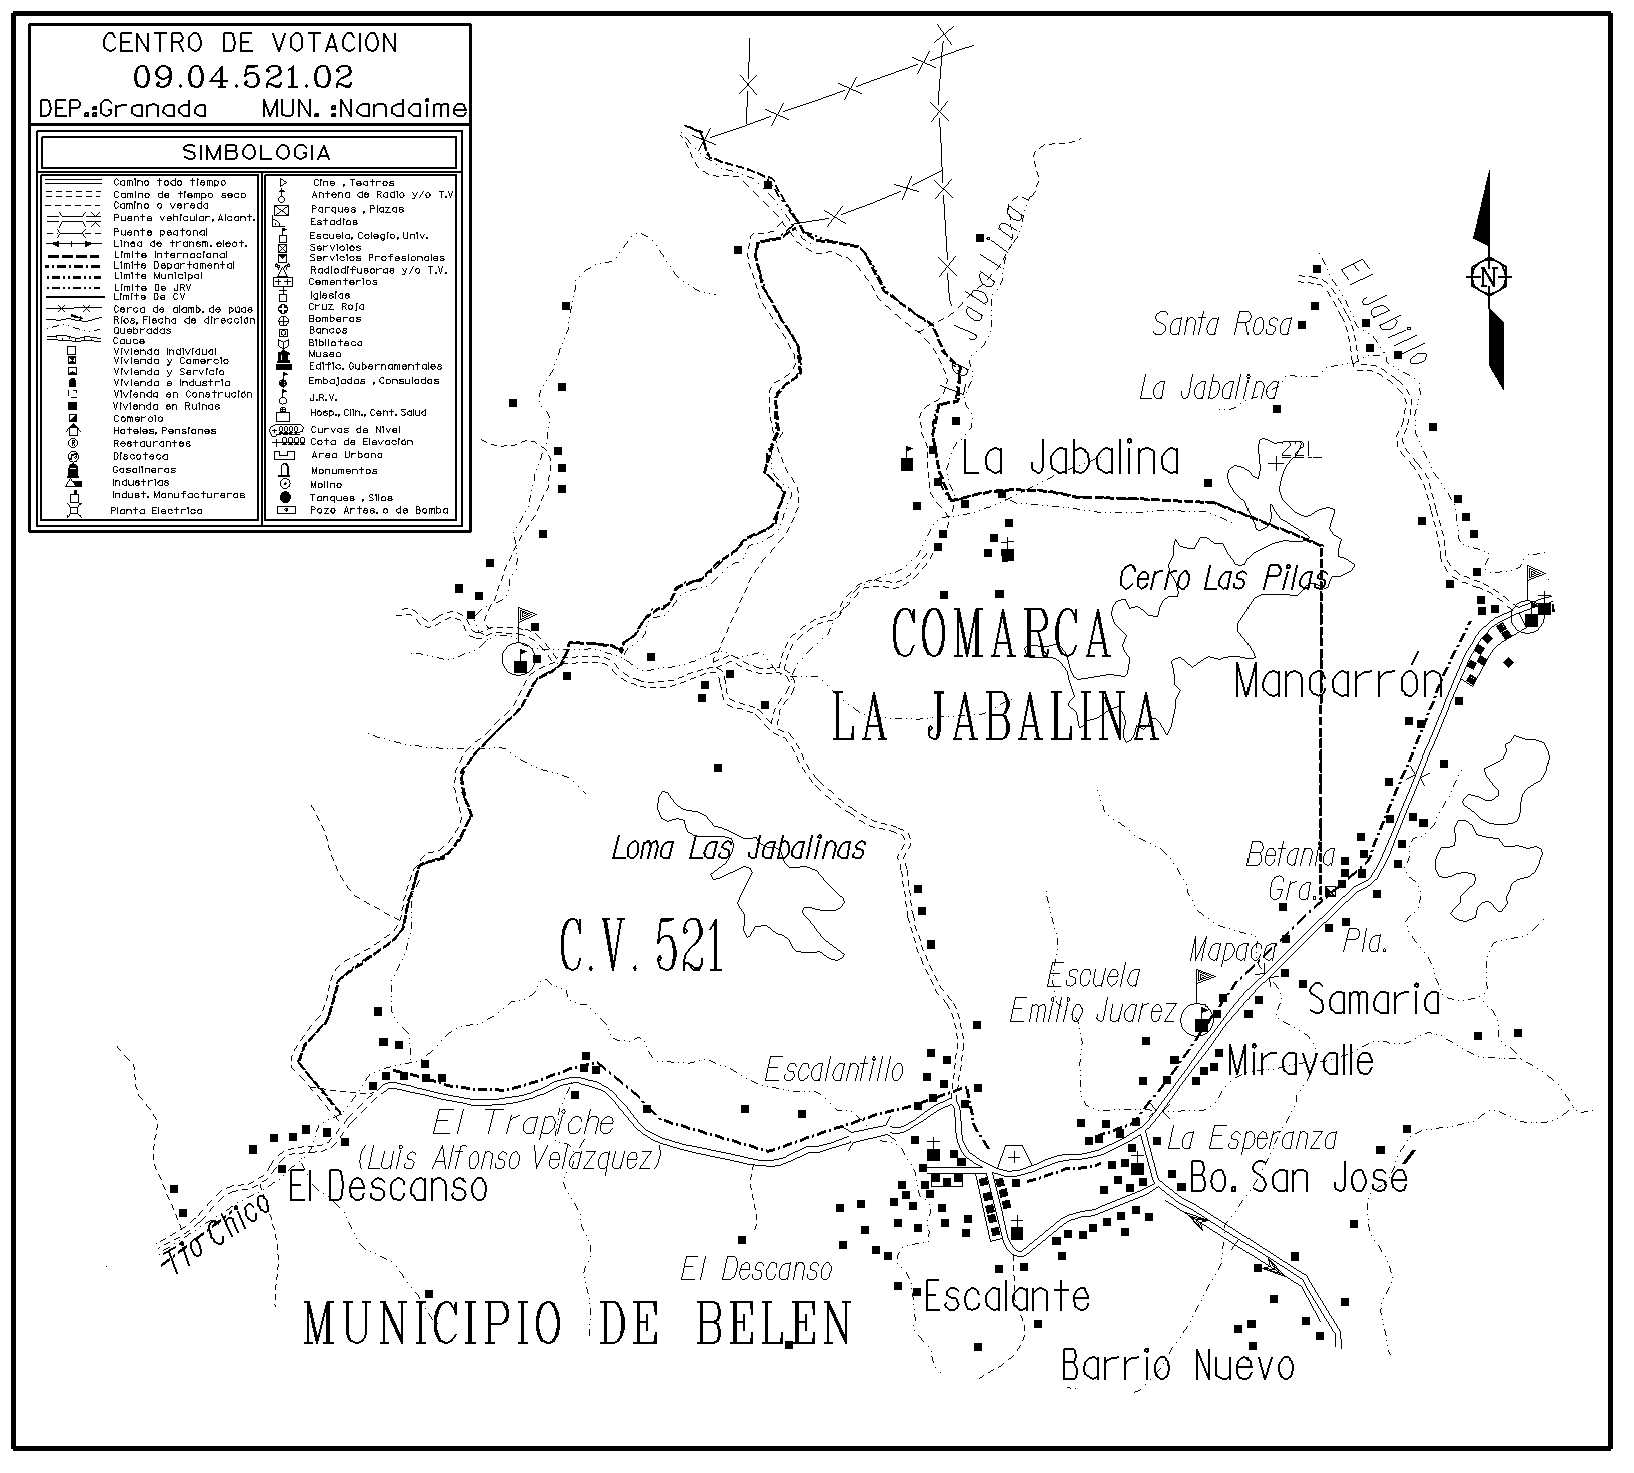 CENTRO DE VOTACION
09.04.521.02
DEP.:Granada MUN. :Nandaime
SIMBOLOGIA
Camino todo tiempo
Camino de tiempo seco
Camino o vereda
Puente vehicular, Alcant.
Puente peatonal
Linea de transm. elect.
Limite Internacional
Limite Departamental
Limite Municipal
Limite De JRV
Limite De CV
Cerca de alamb. de púas
Ríos, Flecha de dirección
Quebradas
Cauce
Vivienda Individual
Vivienda y Comercio
Vivienda y Servicio
Vivienda e Industria
Vivienda en Construcion
Vivienda en Ruinas
Comercio
Hoteles, Pensiones
Restaurantes
Discoteca
Gasolineras
Industrias
Indust. Manufactureras
Planta Electrica
Cine , Teatros
Antena de Radio y/o T.V
Parques , Plazas
Estadios
Escuela, Colegio, Univ.
Servicios
Servicios Profesionales
Radiodifusoras y/o T.V.
Cementerios
Iglesias
Cruz Roja
Bomberos
Bancos
Biblioteca
Museo
Edific. Gubernamentales
Embajadas , Consulados
J.R.V.
Hosp., Clin., Cent. Salud
Curvas de Nivel
Cota de Elevación
Area Urbana
Monumentos
Molino
Tanques , Silos
Pozo Artes. o de Bomba
N
Jabalina
El Jabillo
Santa Rosa
La Jabalina
La Jabalina
Cerro Las Pilas
COMARCA
LA JABALINA
Mancarrón
Loma Las Jabalinas
Betania
Gra.
C.V. 521
Pla.
Mapaca
Escuela
Emilio Juarez
Samaria
Miravalle
Escalantillo
El Trapiche
(Luis Alfonso Velázquez)
La Esperanza
El Descanso
Bo. San José
Tio Chico
El Descanso
Escalante
MUNICIPIO DE BELEN
Barrio Nuevo